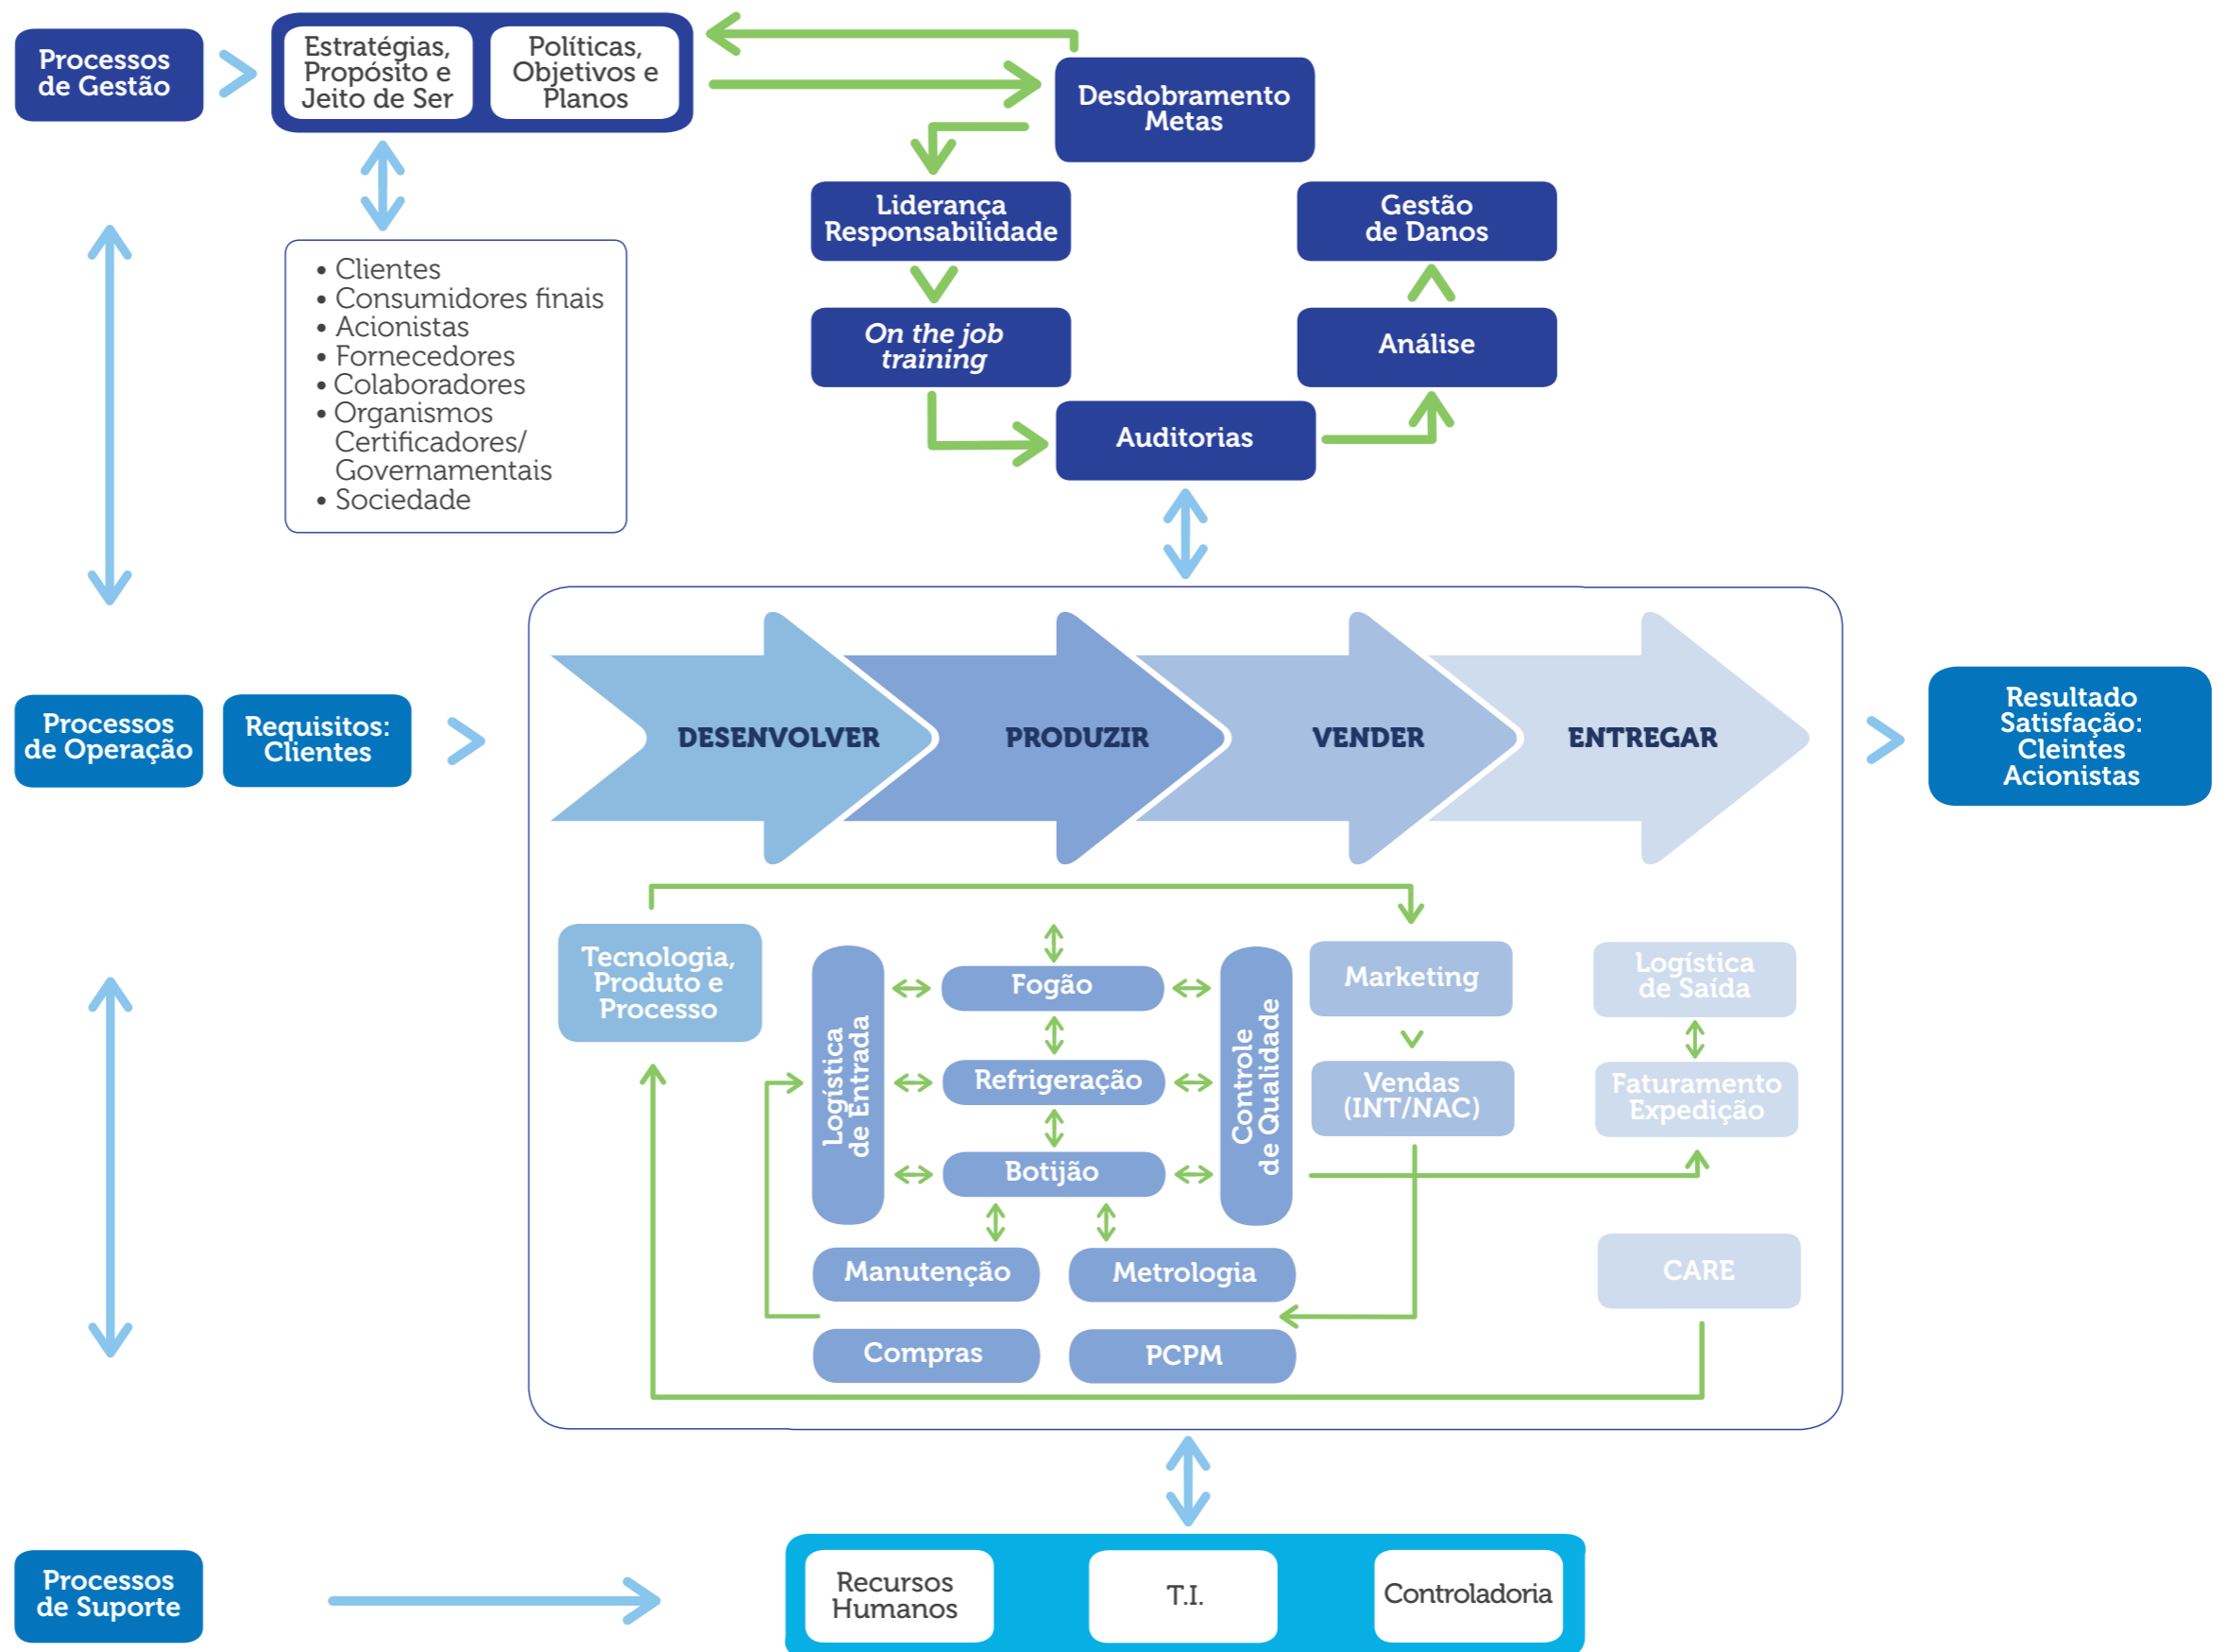 Processos
de Gestão
Estratégias,
Propósito e
Jeito de Ser
Políticas,
Objetivos e
Planos
Desdobramento
Metas
Liderança
Responsabilidade
Gestão
de Danos
On the job
training
Análise
Auditorias
• Clientes
• Consumidores finais
• Acionistas
• Fornecedores
• Colaboradores
• Organismos
Certificadores/
Governamentais
• Sociedade
Processos
de Operação
Requisitos:
Clientes
DESENVOLVER
PRODUZIR
VENDER
ENTREGAR
Resultado
Satisfação:
Cleintes
Acionistas
Tecnologia,
Produto e
Processo
Logística
de Entrada
Fogão
Refrigeração
Botijão
Controle
de Qualidade
Marketing
Vendas
(INT/NAC)
Logística
de Saída
Faturamento
Expedição
Manutenção
Metrologia
Compras
PCPM
CARE
Processos
de Suporte
Recursos
Humanos
T.I.
Controladoria